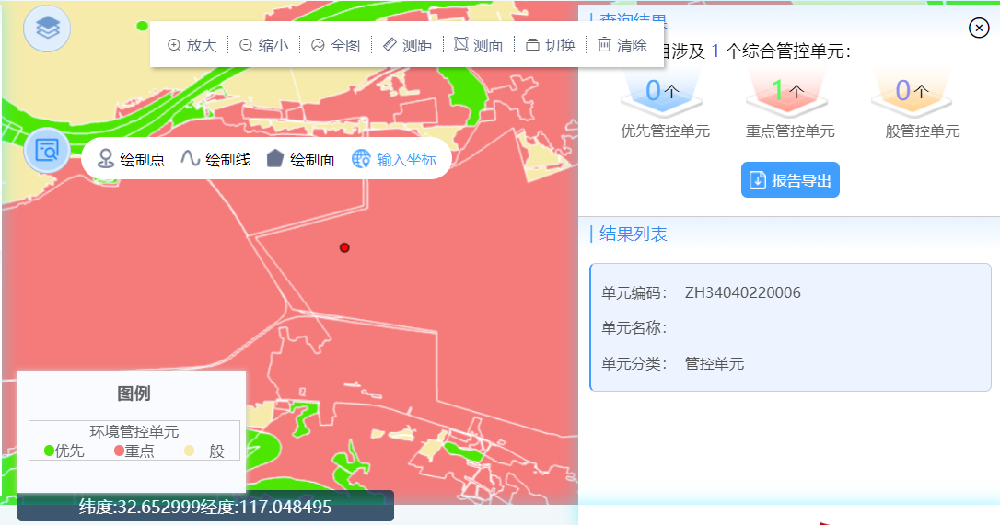 放大 缩小 全图 测距 测面 切换 清除
绘制点 绘制线 绘制面 输入坐标
图例
环境管控单元
优先 重点 一般
纬度:32.652999经度:117.048495
查询结果
目涉及 1 个综合管控单元：
0个 1个 0个
优先管控单元 重点管控单元 一般管控单元
报告导出
结果列表
单元编码： ZH34040220006
单元名称：
单元分类： 管控单元